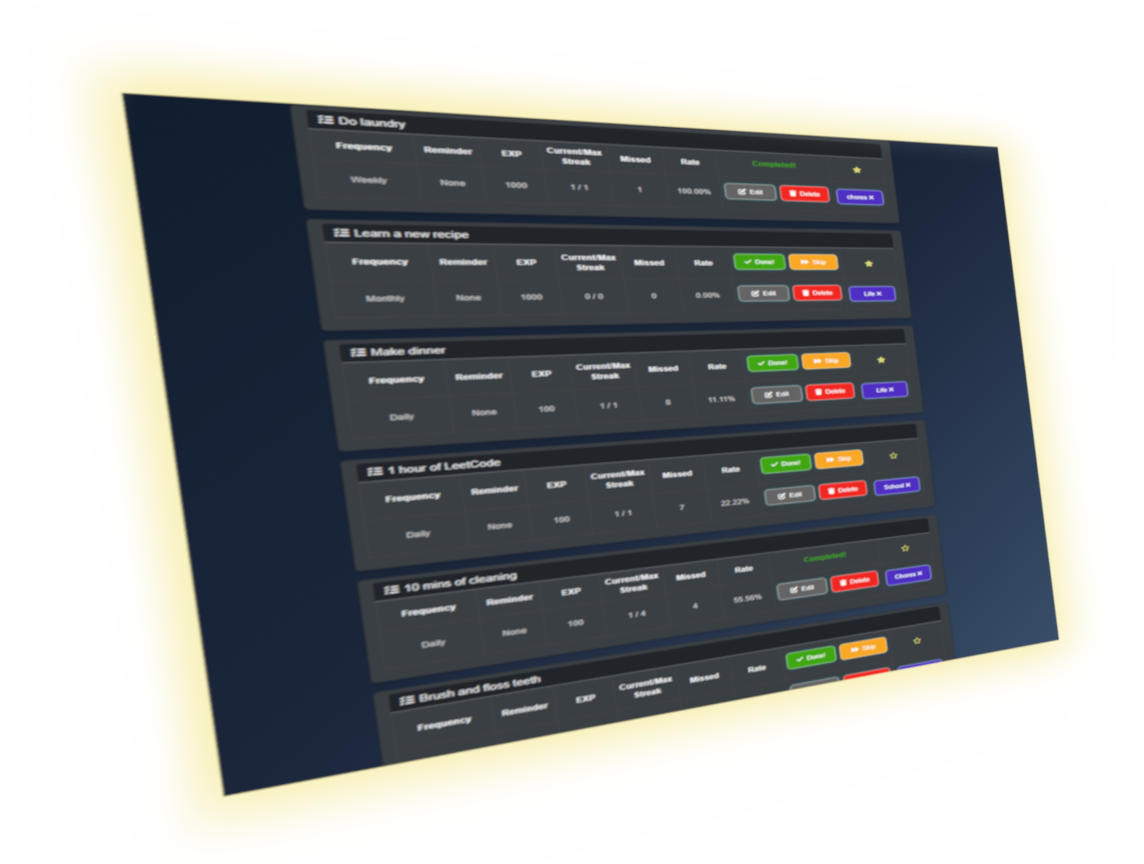 Do laundry
Frequency Reminder EXP Current/Max Streak Missed Rate Completed!
Weekly None 1000 1 / 1 1 100.00% Edit Delete chores ×
Learn a new recipe
Frequency Reminder EXP Current/Max Streak Missed Rate Done! Skip
Monthly None 1000 0 / 0 0 0.00% Edit Delete Life ×
Make dinner
Frequency Reminder EXP Current/Max Streak Missed Rate Done! Skip
Daily None 100 1 / 1 8 11.11% Edit Delete Life ×
1 hour of LeetCode
Frequency Reminder EXP Current/Max Streak Missed Rate Done! Skip
Daily None 100 1 / 1 7 22.22% Edit Delete School ×
10 mins of cleaning
Frequency Reminder EXP Current/Max Streak Missed Rate Completed!
Daily None 100 1 / 4 4 55.56% Edit Delete Chores ×
Brush and floss teeth
Frequency Reminder EXP Current/Max Streak Missed Rate Done! Skip